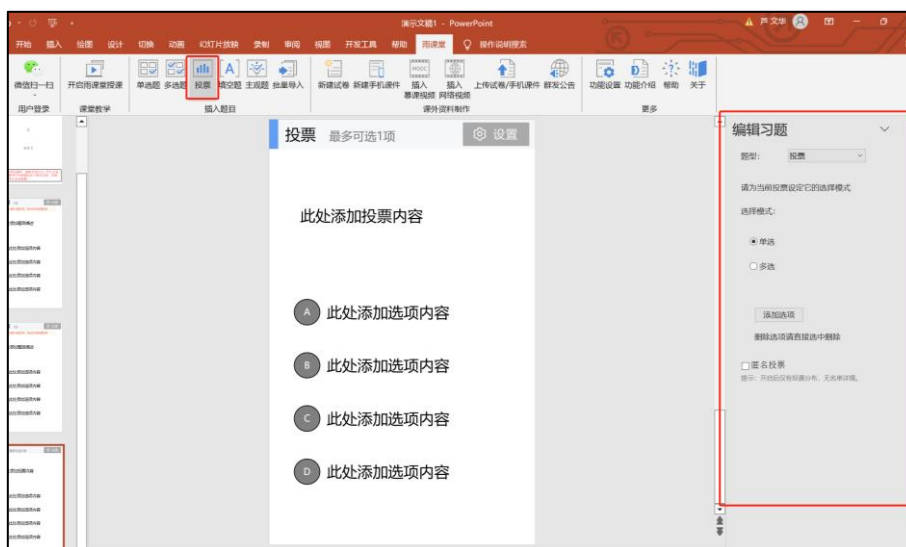 演示文稿1 - PowerPoint
芦文华
开始 插入 绘图 设计 切换 动画 幻灯片放映 录制 审阅 视图 开发工具 帮助 雨课堂 操作说明搜索
微信扫一扫 开启雨课堂授课 单选题 多选题 投票 填空题 主观题 批量导入 新建试卷 新建手机课件 插入 慕课视频 插入 网络视频 上传试卷/手机课件 群发公告 功能设置 功能介绍 帮助 关于
用户登录 课堂教学 插入题目 课外资料制作 更多
投票 最多可选1项 设置
此处添加投票内容
A 此处添加选项内容
B 此处添加选项内容
C 此处添加选项内容
D 此处添加选项内容
编辑习题
题型: 投票
请为当前投票设定它的选择模式
选择模式:
单选
多选
添加选项
删除选项请直接选中删除
匿名投票
提示: 开启后仅有投票分布，无名单详情。